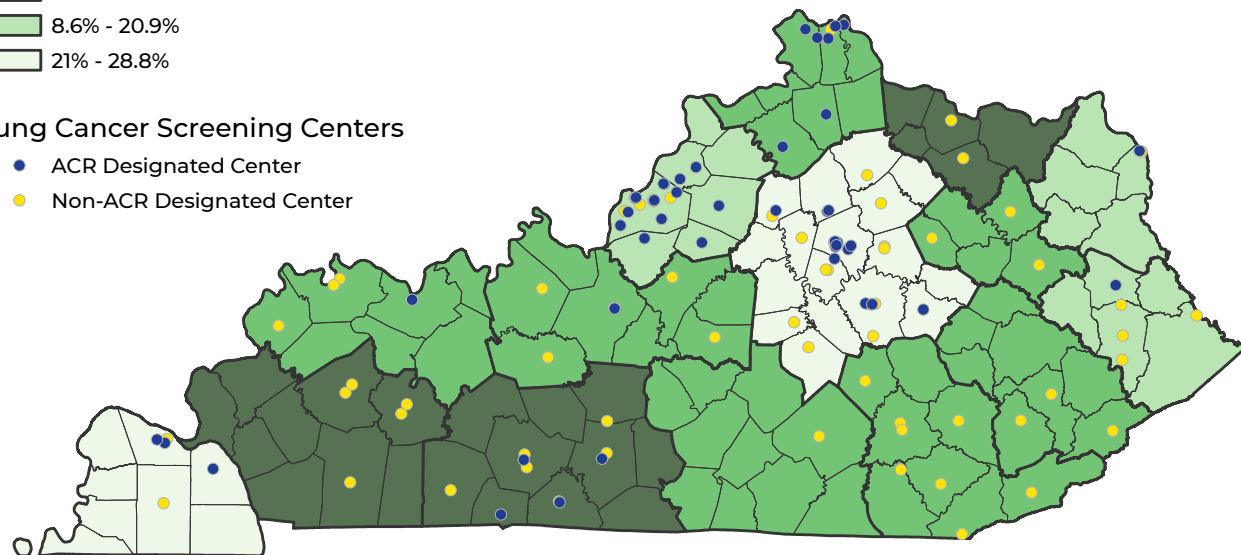 8.6% - 20.9%
21% - 28.8%
ung Cancer Screening Centers
ACR Designated Center
Non-ACR Designated Center